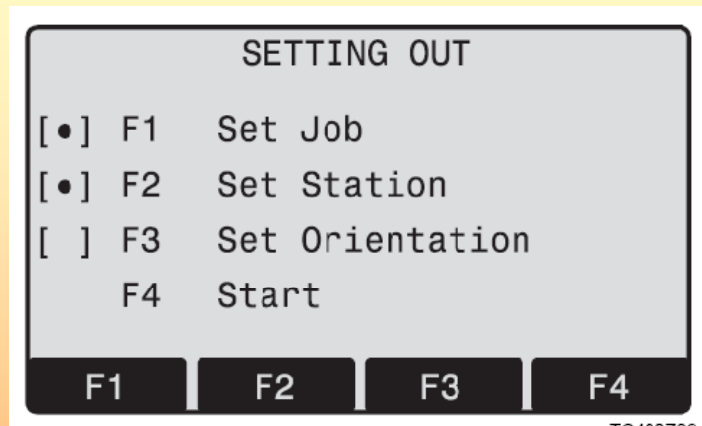 SETTING OUT
[•] F1 Set Job
[•] F2 Set Station
[ ] F3 Set Orientation
F4 Start
F1 F2 F3 F4